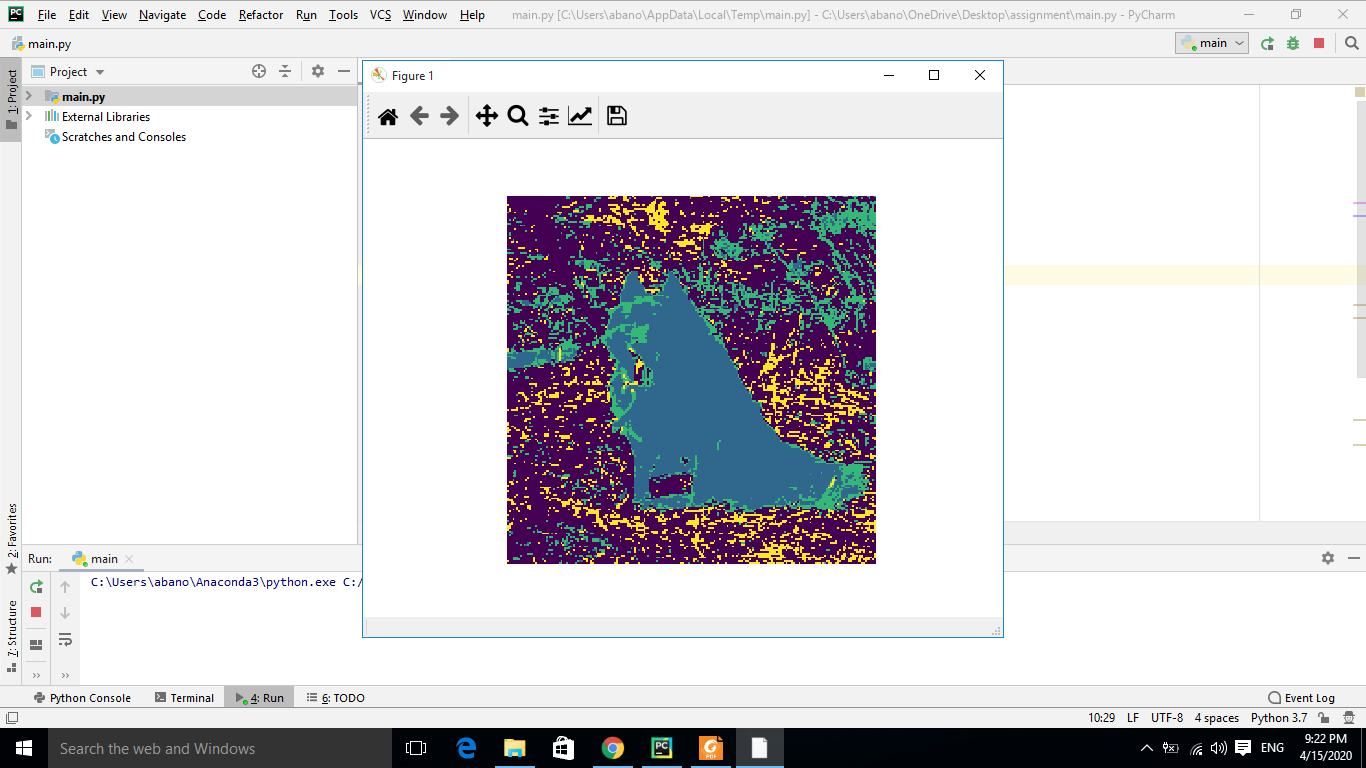 PC File Edit View Navigate Code Refactor Run Tools VCS Window Help main.py [C:\Users\abano\AppData\Local\Temp\main.py] - C:\Users\abano\OneDrive\Desktop\assignment\main.py - PyCharm
main.py main
1: Project
Project
main.py
External Libraries
Scratches and Consoles
Figure 1
2: Favorites
7: Structure
Run: main
C:\Users\abano\Anaconda3\python.exe C:/
Python Console Terminal 4: Run 6: TODO Event Log
10:29 LF UTF-8 4 spaces Python 3.7
Search the web and Windows
PC
ENG
9:22 PM
4/15/2020